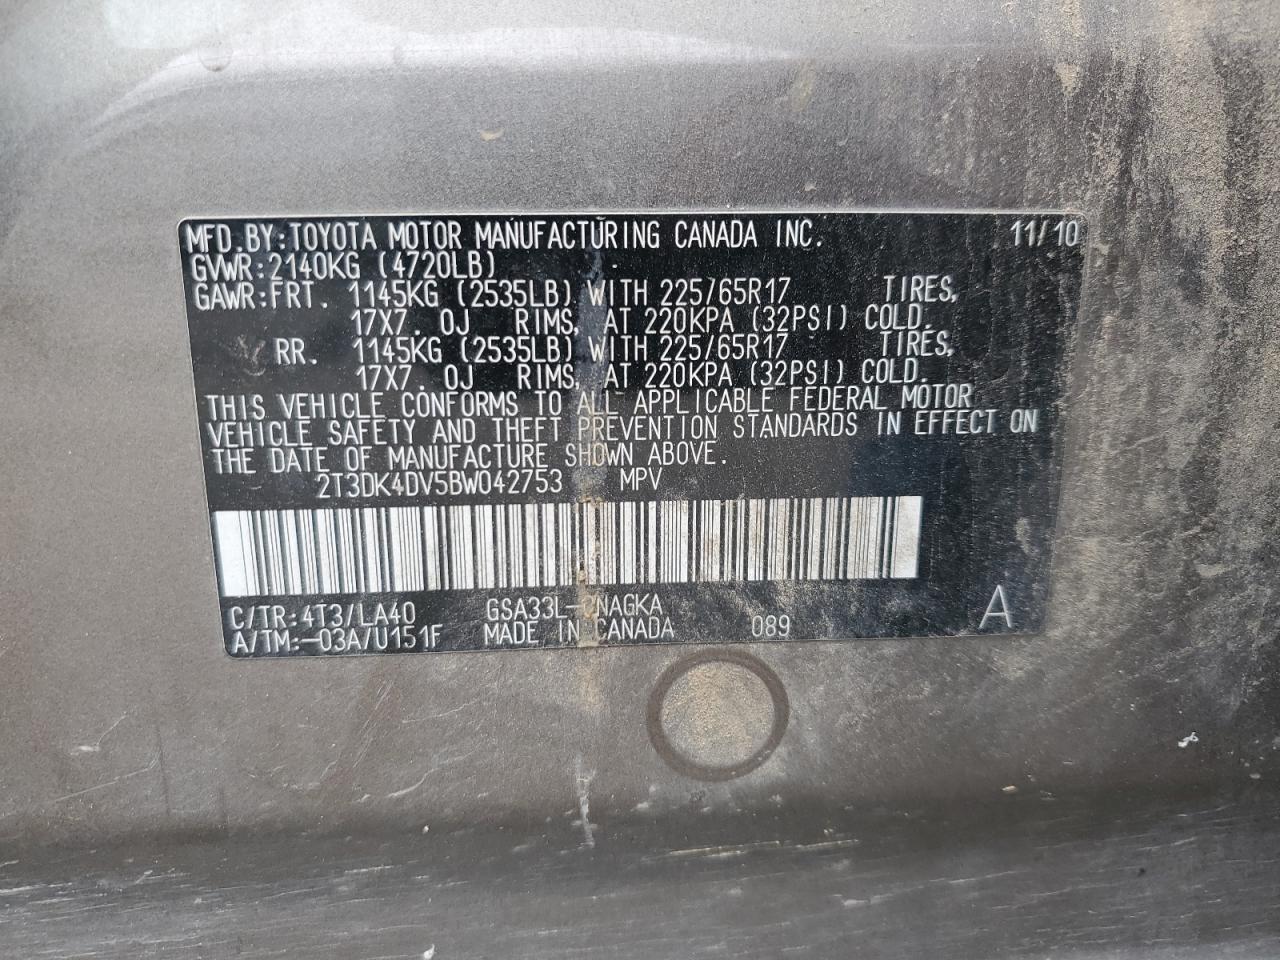 MFD.BY:TOYOTA MOTOR MANUFACTURING CANADA INC. 11/10
GVWR:2140KG (4720LB)
GAWR:FRT. 1145KG (2535LB) WITH 225/65R17 TIRES,
17X7.0J RIMS, AT 220KPA (32PSI) COLD.
RR. 1145KG (2535LB) WITH 225/65R17 TIRES,
17X7.0J RIMS, AT 220KPA (32PSI) COLD.
THIS VEHICLE CONFORMS TO ALL APPLICABLE FEDERAL MOTOR
VEHICLE SAFETY AND THEFT PREVENTION STANDARDS IN EFFECT ON
THE DATE OF MANUFACTURE SHOWN ABOVE.
2T3DK4DV5BW042753 MPV
C/TR:4T3/LA40 GSA33L-CNAGKA
A/TM:-03A/U151F MADE IN CANADA 089 A